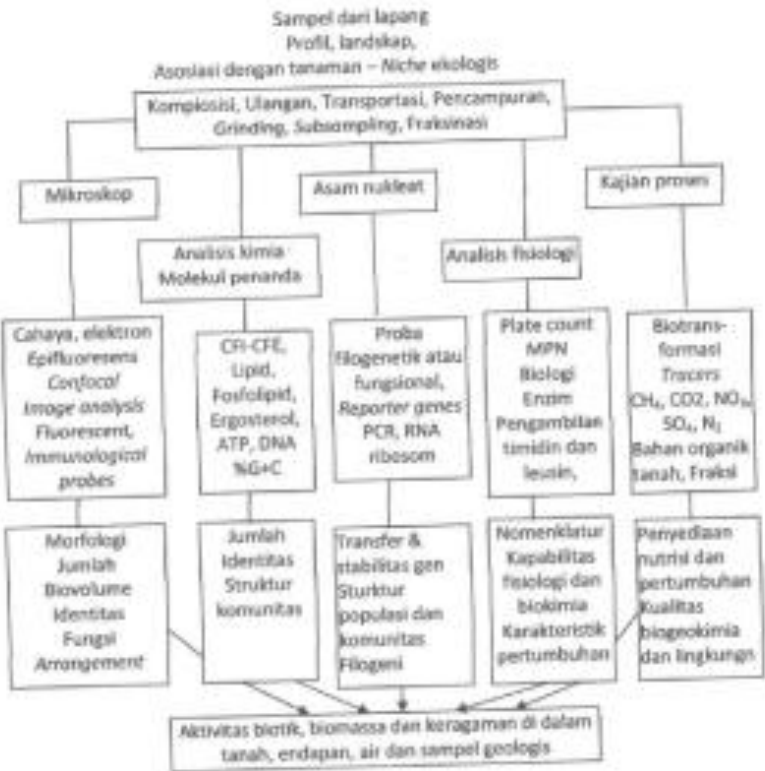 Sampel dari lapang
Profil, landskap,
Asosiasi dengan tanaman – Niche ekologis
Komplosisi, Ulangan, Transportasi, Pencampuran,
Grinding, Subsampling, Fraksinasi
Mikroskop
Asam nukleat
Kajian proses
Analisis kimia
Molekul penanda
Analisis fisiologi
Cahaya, elektron
Epifluoresens
Confocal
Image analysis
Fluorescent,
Immunological
probes
CFI-CFE,
Lipid,
Fosfolipid,
Ergosterol,
ATP, DNA
%G+C
Proba
filogenetik atau
fungsional,
Reporter genes
PCR, RNA
ribosom
Plate count
MPN
Biologi
Enzim
Pengambilan
timidin dan
leusin,
Biotrans-
formasi
Tracers
CH₄, CO2, NO₃,
SO₄, N₂
Bahan organik
tanah, Fraksi
Morfologi
Jumlah
Biovolume
Identitas
Fungsi
Arrangement
Jumlah
Identitas
Struktur
komunitas
Transfer &
stabilitas gen
Sturktur
populasi dan
komunitas
Filogeni
Nomenklatur
Kapabilitas
fisiologi dan
biokimia
Karakteristik
pertumbuhan
Penyediaan
nutrisi dan
pertumbuhan
Kualitas
biogeokimia
dan lingkungn
Aktivitas biotik, biomassa dan keragaman di dalam
tanah, endapan, air dan sampel geologis